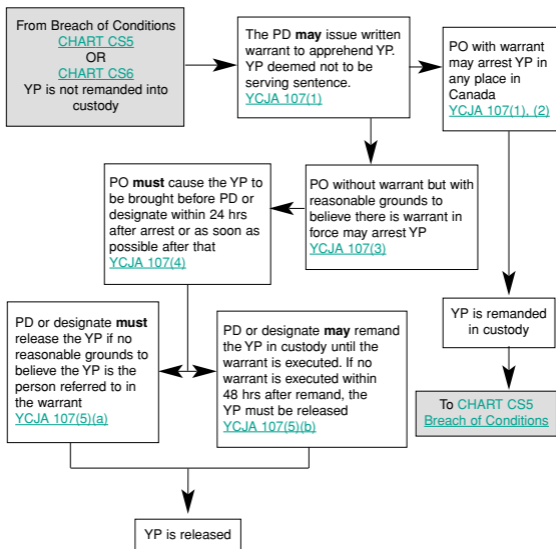 From Breach of Conditions
CHART CS5
OR
CHART CS6
YP is not remanded into
custody
The PD may issue written
warrant to apprehend YP.
YP deemed not to be
serving sentence.
YCJA 107(1)
PO with warrant
may arrest YP in
any place in
Canada
YCJA 107(1), (2)
PO must cause the YP to
be brought before PD or
designate within 24 hrs
after arrest or as soon as
possible after that
YCJA 107(4)
PO without warrant but with
reasonable grounds to
believe there is warrant in
force may arrest YP
YCJA 107(3)
PD or designate must
release the YP if no
reasonable grounds to
believe the YP is the
person referred to in
the warrant
YCJA 107(5)(a)
PD or designate may remand
the YP in custody until the
warrant is executed. If no
warrant is executed within
48 hrs after remand, the
YP must be released
YCJA 107(5)(b)
YP is remanded
in custody
To CHART CS5
Breach of Conditions
YP is released